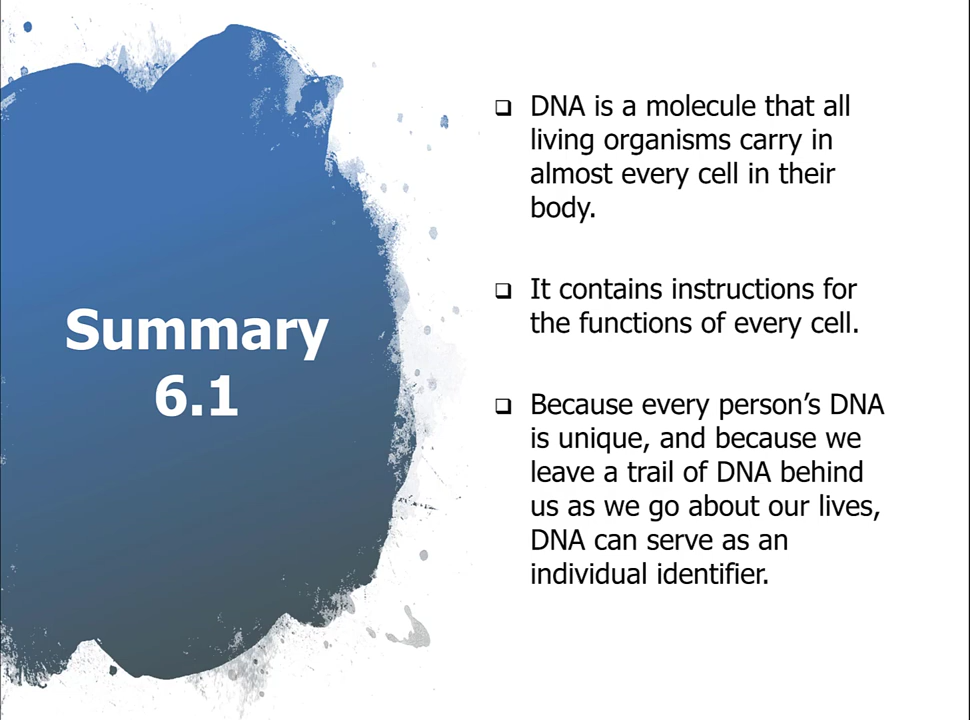 Summary
6.1
❑ DNA is a molecule that all
living organisms carry in
almost every cell in their
body.
❑ It contains instructions for
the functions of every cell.
❑ Because every person’s DNA
is unique, and because we
leave a trail of DNA behind
us as we go about our lives,
DNA can serve as an
individual identifier.